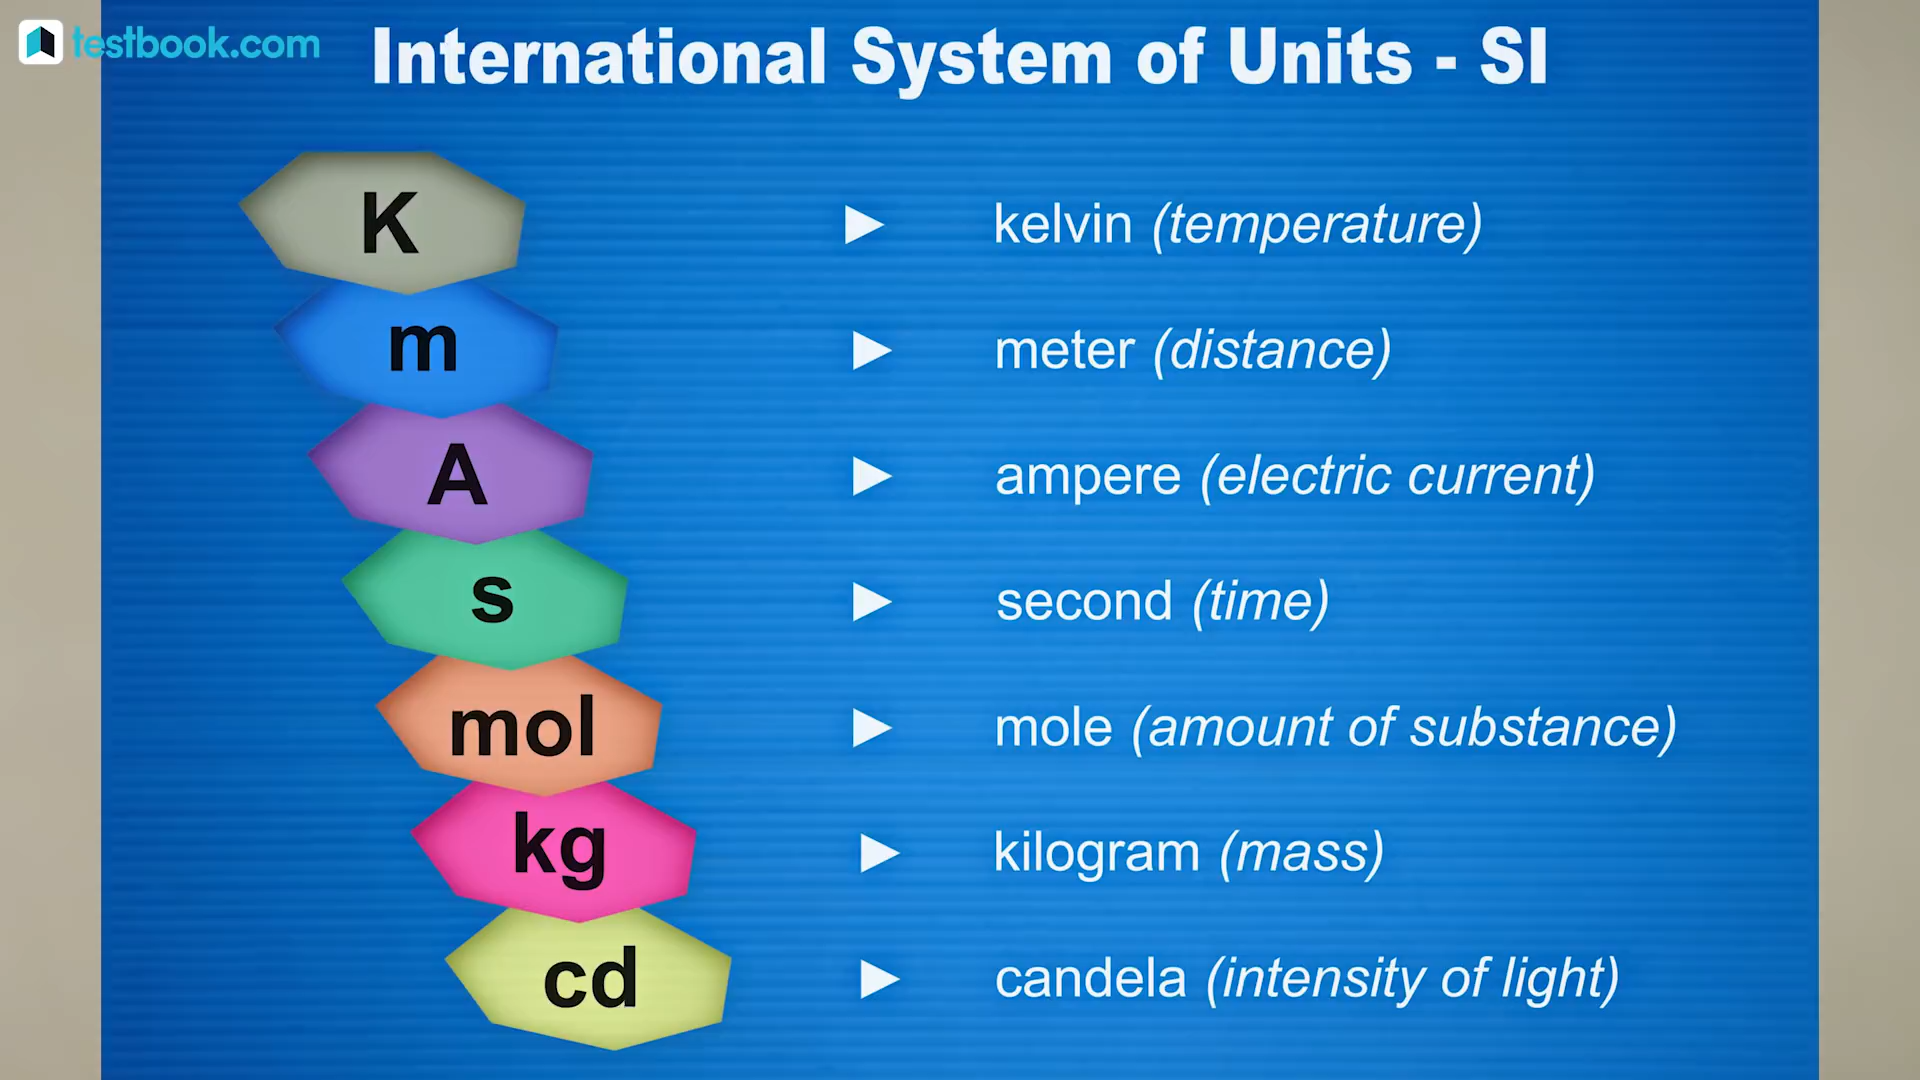 testbook.com
International System of Units - SI
K ► kelvin (temperature)
m ► meter (distance)
A ► ampere (electric current)
s ► second (time)
mol ► mole (amount of substance)
kg ► kilogram (mass)
cd ► candela (intensity of light)